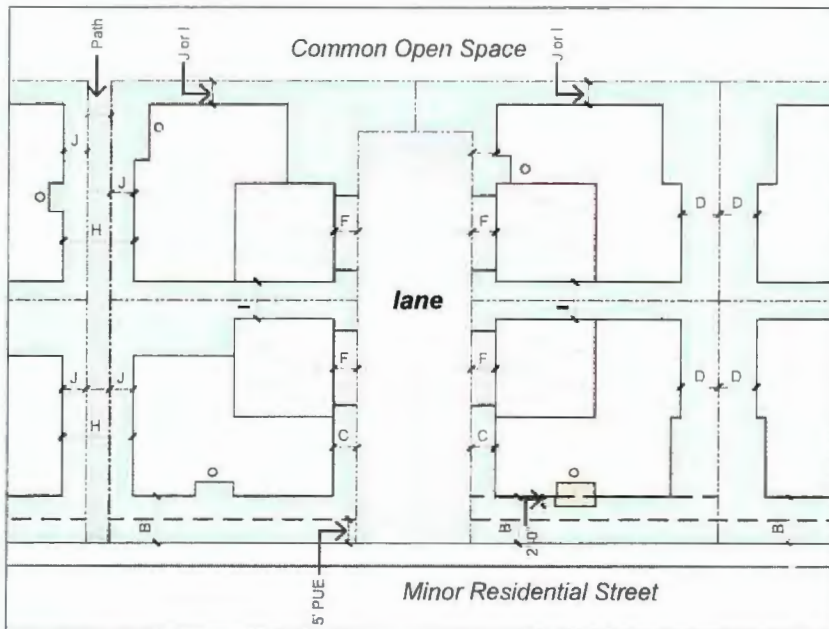 Path
J or I
Common Open Space
J or I
J
O
O
O
J
H
F
F
D
D
lane
I
I
F
F
J
J
D
D
H
C
C
O
O
B
B
B
2'-0"
5' PUE
Minor Residential Street